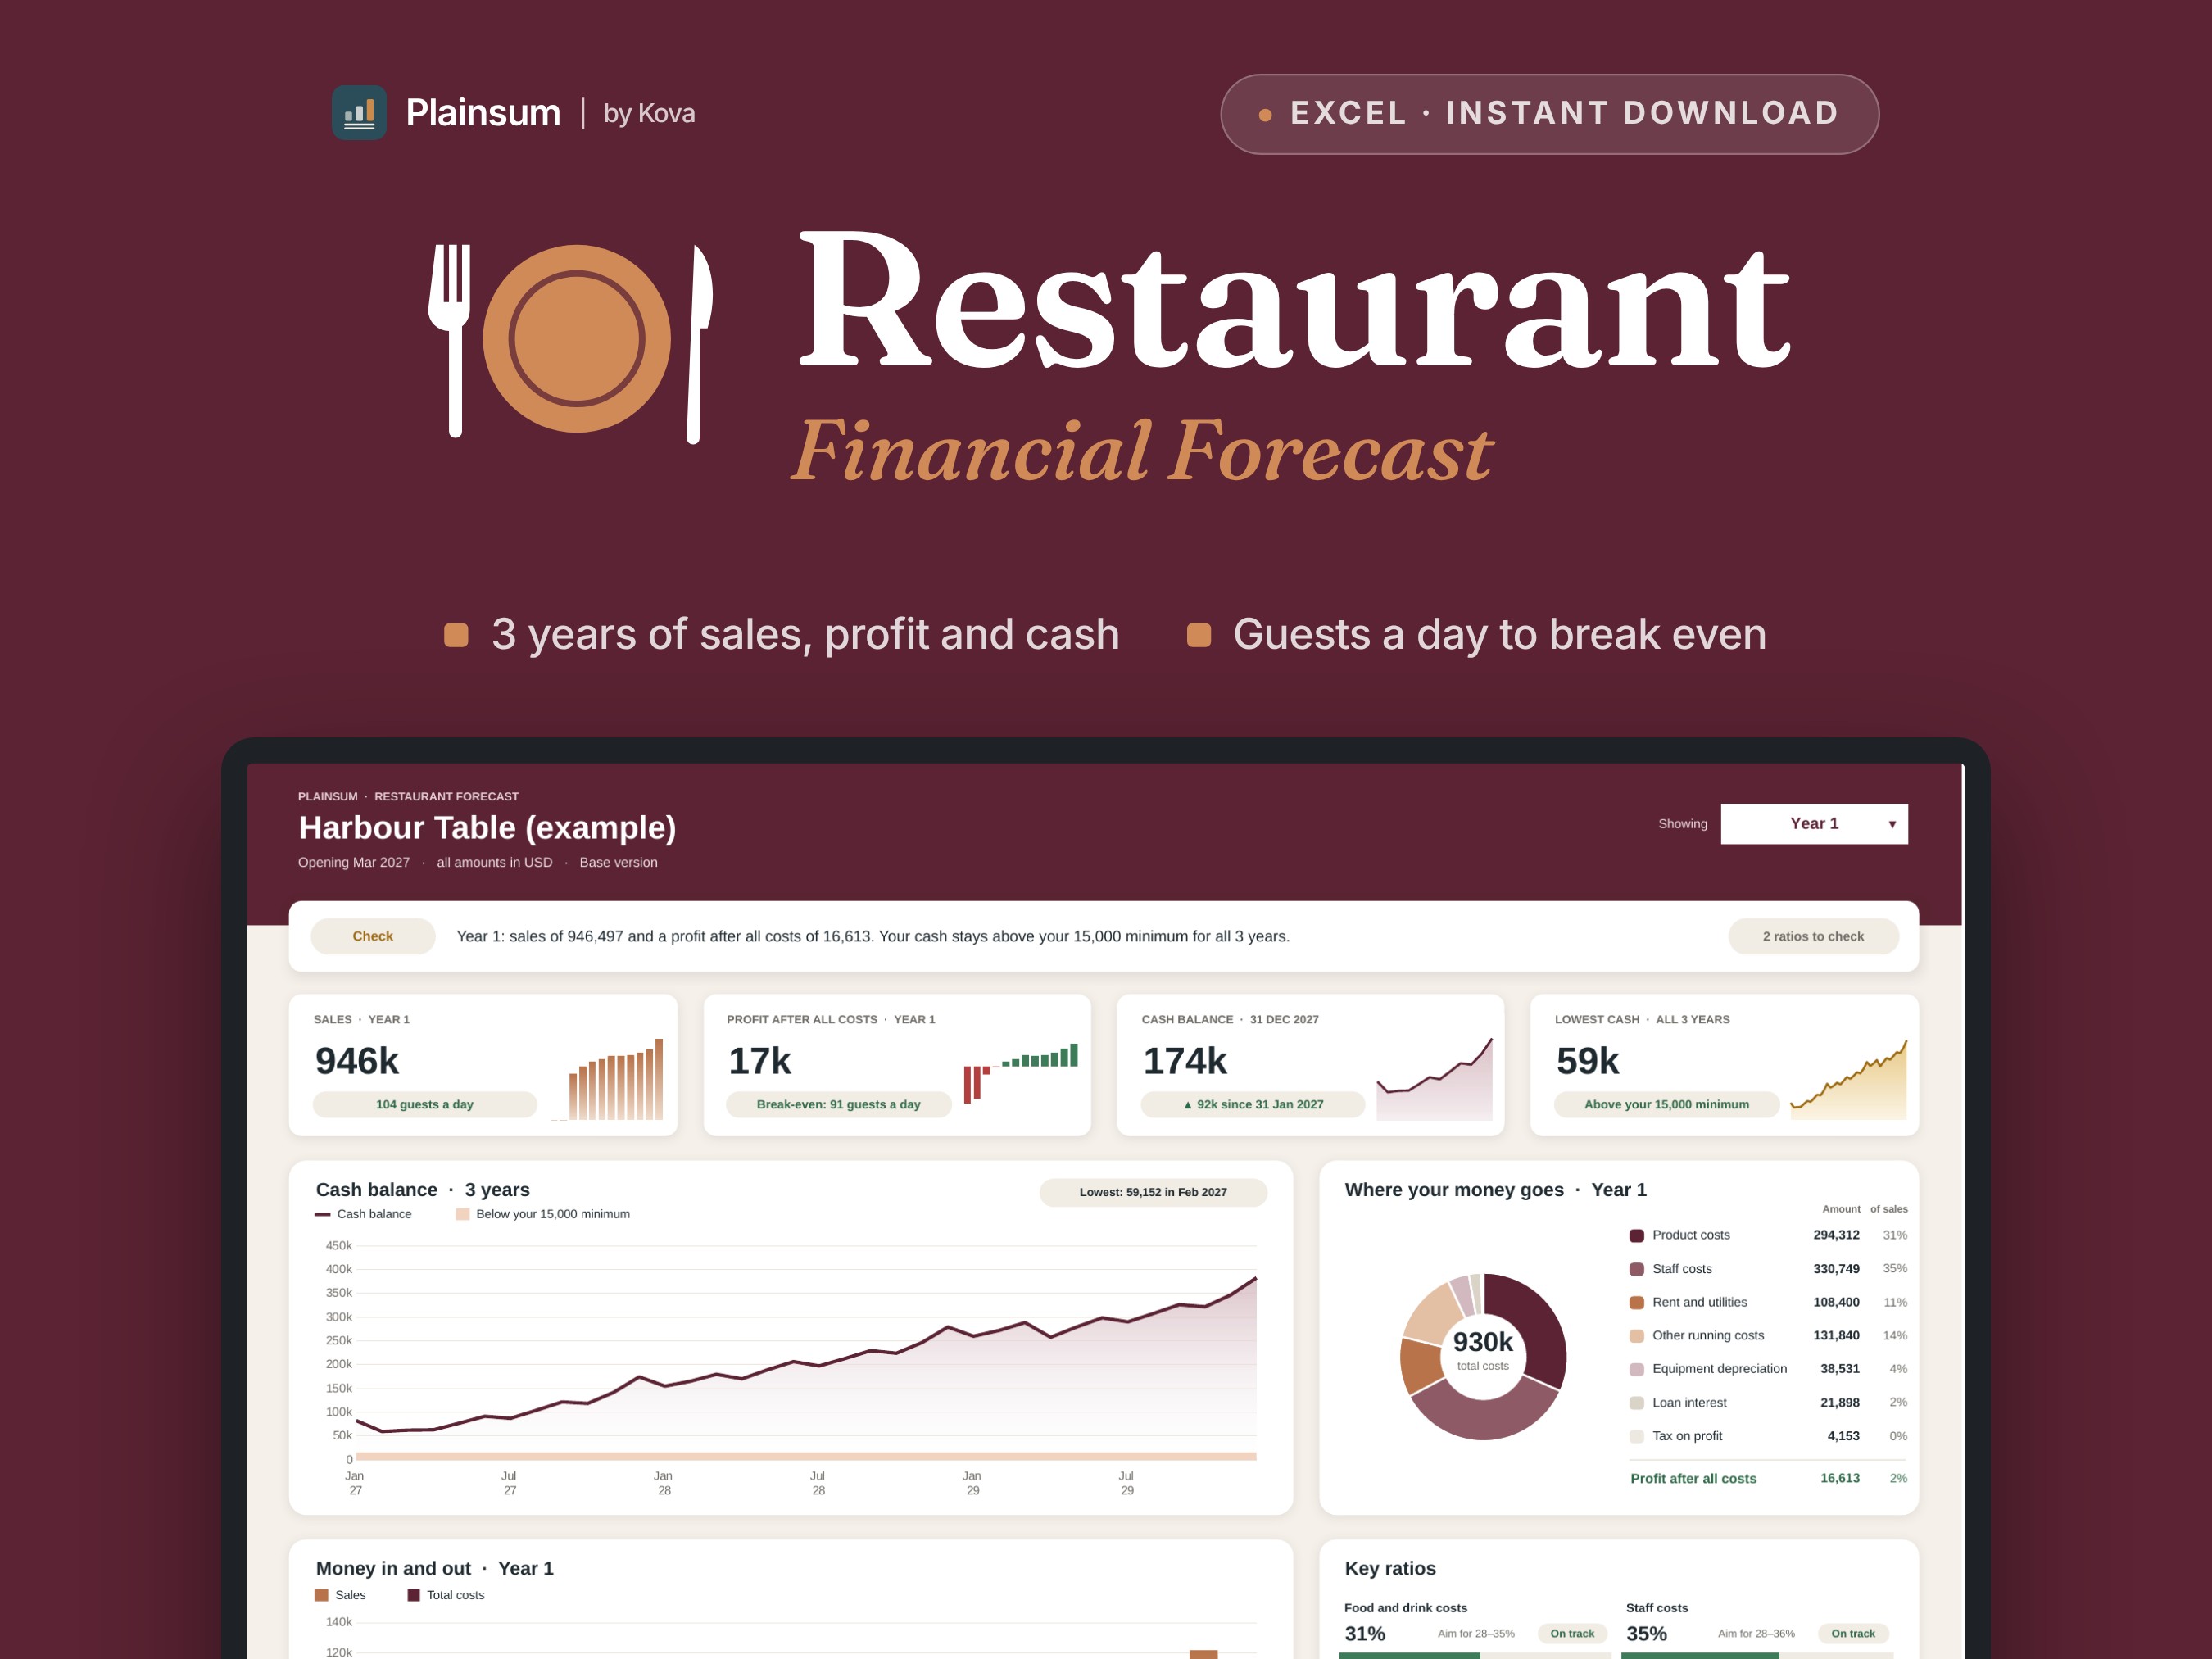 Plainsum | by Kova
EXCEL · INSTANT DOWNLOAD
Restaurant
Financial Forecast
3 years of sales, profit and cash
Guests a day to break even
PLAINSUM · RESTAURANT FORECAST
Harbour Table (example)
Opening Mar 2027 · all amounts in USD · Base version
Showing
Year 1 ▼
Check
Year 1: sales of 946,497 and a profit after all costs of 16,613. Your cash stays above your 15,000 minimum for all 3 years.
2 ratios to check
SALES · YEAR 1
946k
104 guests a day
PROFIT AFTER ALL COSTS · YEAR 1
17k
Break-even: 91 guests a day
CASH BALANCE · 31 DEC 2027
174k
▲ 92k since 31 Jan 2027
LOWEST CASH · ALL 3 YEARS
59k
Above your 15,000 minimum
Cash balance · 3 years
Lowest: 59,152 in Feb 2027
Cash balance
Below your 15,000 minimum
450k
400k
350k
300k
250k
200k
150k
100k
50k
0
Jan Jul Jan Jul Jan Jul
27 27 28 28 29 29
Where your money goes · Year 1
Amount of sales
Product costs 294,312 31%
Staff costs 330,749 35%
Rent and utilities 108,400 11%
Other running costs 131,840 14%
Equipment depreciation 38,531 4%
Loan interest 21,898 2%
Tax on profit 4,153 0%
Profit after all costs 16,613 2%
930k
total costs
Money in and out · Year 1
Sales
Total costs
140k
120k
Key ratios
Food and drink costs
31% Aim for 28–35% On track
Staff costs
35% Aim for 28–36% On track